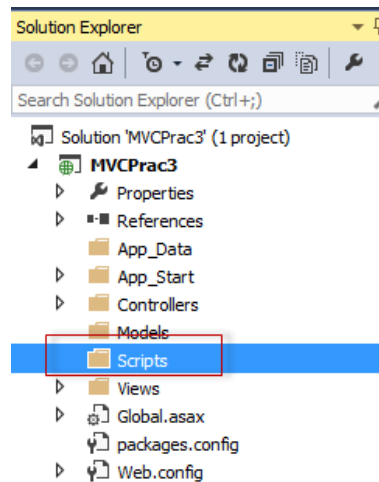 Solution Explorer
Search Solution Explorer (Ctrl+;)
Solution 'MVCPrac3' (1 project)
MVCPrac3
Properties
References
App_Data
App_Start
Controllers
Models
Scripts
Views
Global.asax
packages.config
Web.config